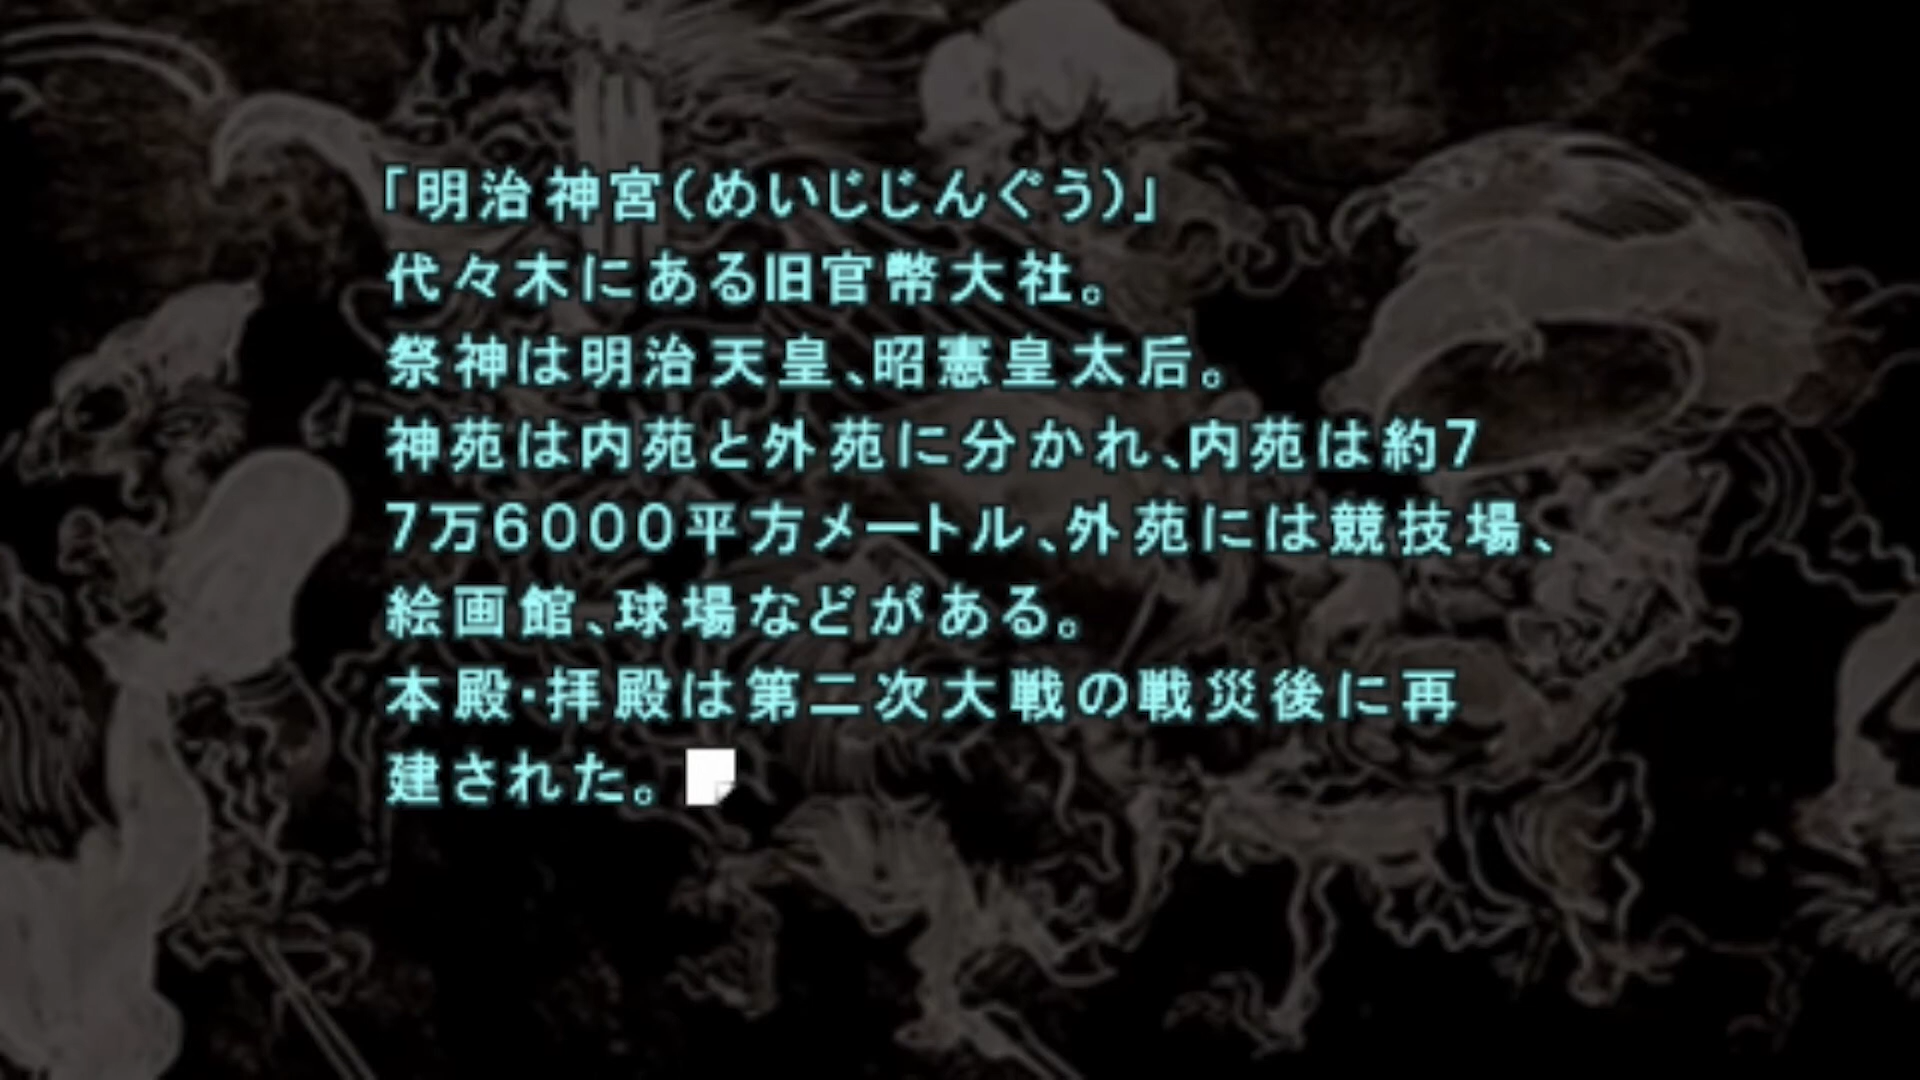 「明治神宮(めいじじんぐう)」
代々木にある旧官幣大社。
祭神は明治天皇、昭憲皇太后。
神苑は内苑と外苑に分かれ、内苑は約7
7万6000平方メートル、外苑には競技場、
絵画館、球場などがある。
本殿・拝殿は第二次大戦の戦災後に再
建された。